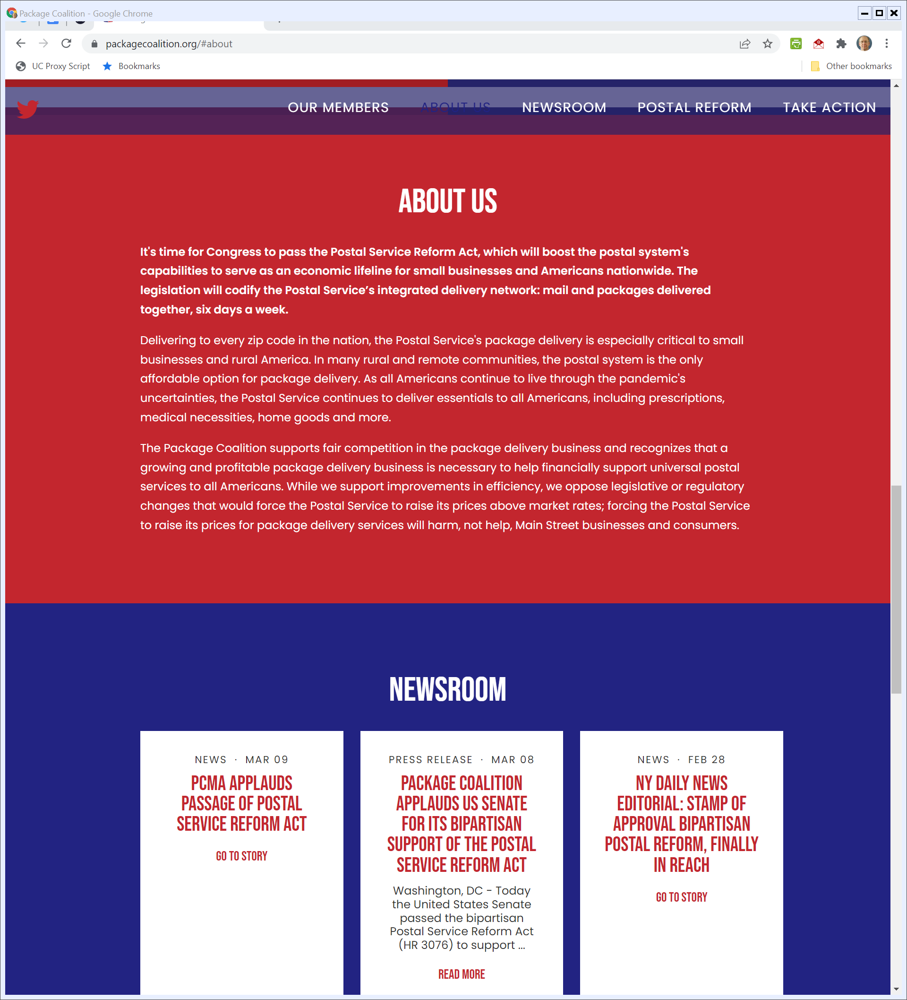 Package Coalition - Google Chrome
packagecoalition.org/#about
UC Proxy Script
Bookmarks
Other bookmarks
OUR MEMBERS
ABOUT US
NEWSROOM
POSTAL REFORM
TAKE ACTION
ABOUT US
It's time for Congress to pass the Postal Service Reform Act, which will boost the postal system's
capabilities to serve as an economic lifeline for small businesses and Americans nationwide. The
legislation will codify the Postal Service’s integrated delivery network: mail and packages delivered
together, six days a week.
Delivering to every zip code in the nation, the Postal Service's package delivery is especially critical to small
businesses and rural America. In many rural and remote communities, the postal system is the only
affordable option for package delivery. As all Americans continue to live through the pandemic's
uncertainties, the Postal Service continues to deliver essentials to all Americans, including prescriptions,
medical necessities, home goods and more.
The Package Coalition supports fair competition in the package delivery business and recognizes that a
growing and profitable package delivery business is necessary to help financially support universal postal
services to all Americans. While we support improvements in efficiency, we oppose legislative or regulatory
changes that would force the Postal Service to raise its prices above market rates; forcing the Postal Service
to raise its prices for package delivery services will harm, not help, Main Street businesses and consumers.
NEWSROOM
NEWS · MAR 09
PCMA APPLAUDS
PASSAGE OF POSTAL
SERVICE REFORM ACT
GO TO STORY
PRESS RELEASE · MAR 08
PACKAGE COALITION
APPLAUDS US SENATE
FOR ITS BIPARTISAN
SUPPORT OF THE POSTAL
SERVICE REFORM ACT
Washington, DC - Today
the United States Senate
passed the bipartisan
Postal Service Reform Act
(HR 3076) to support ...
READ MORE
NEWS · FEB 28
NY DAILY NEWS
EDITORIAL: STAMP OF
APPROVAL BIPARTISAN
POSTAL REFORM, FINALLY
IN REACH
GO TO STORY